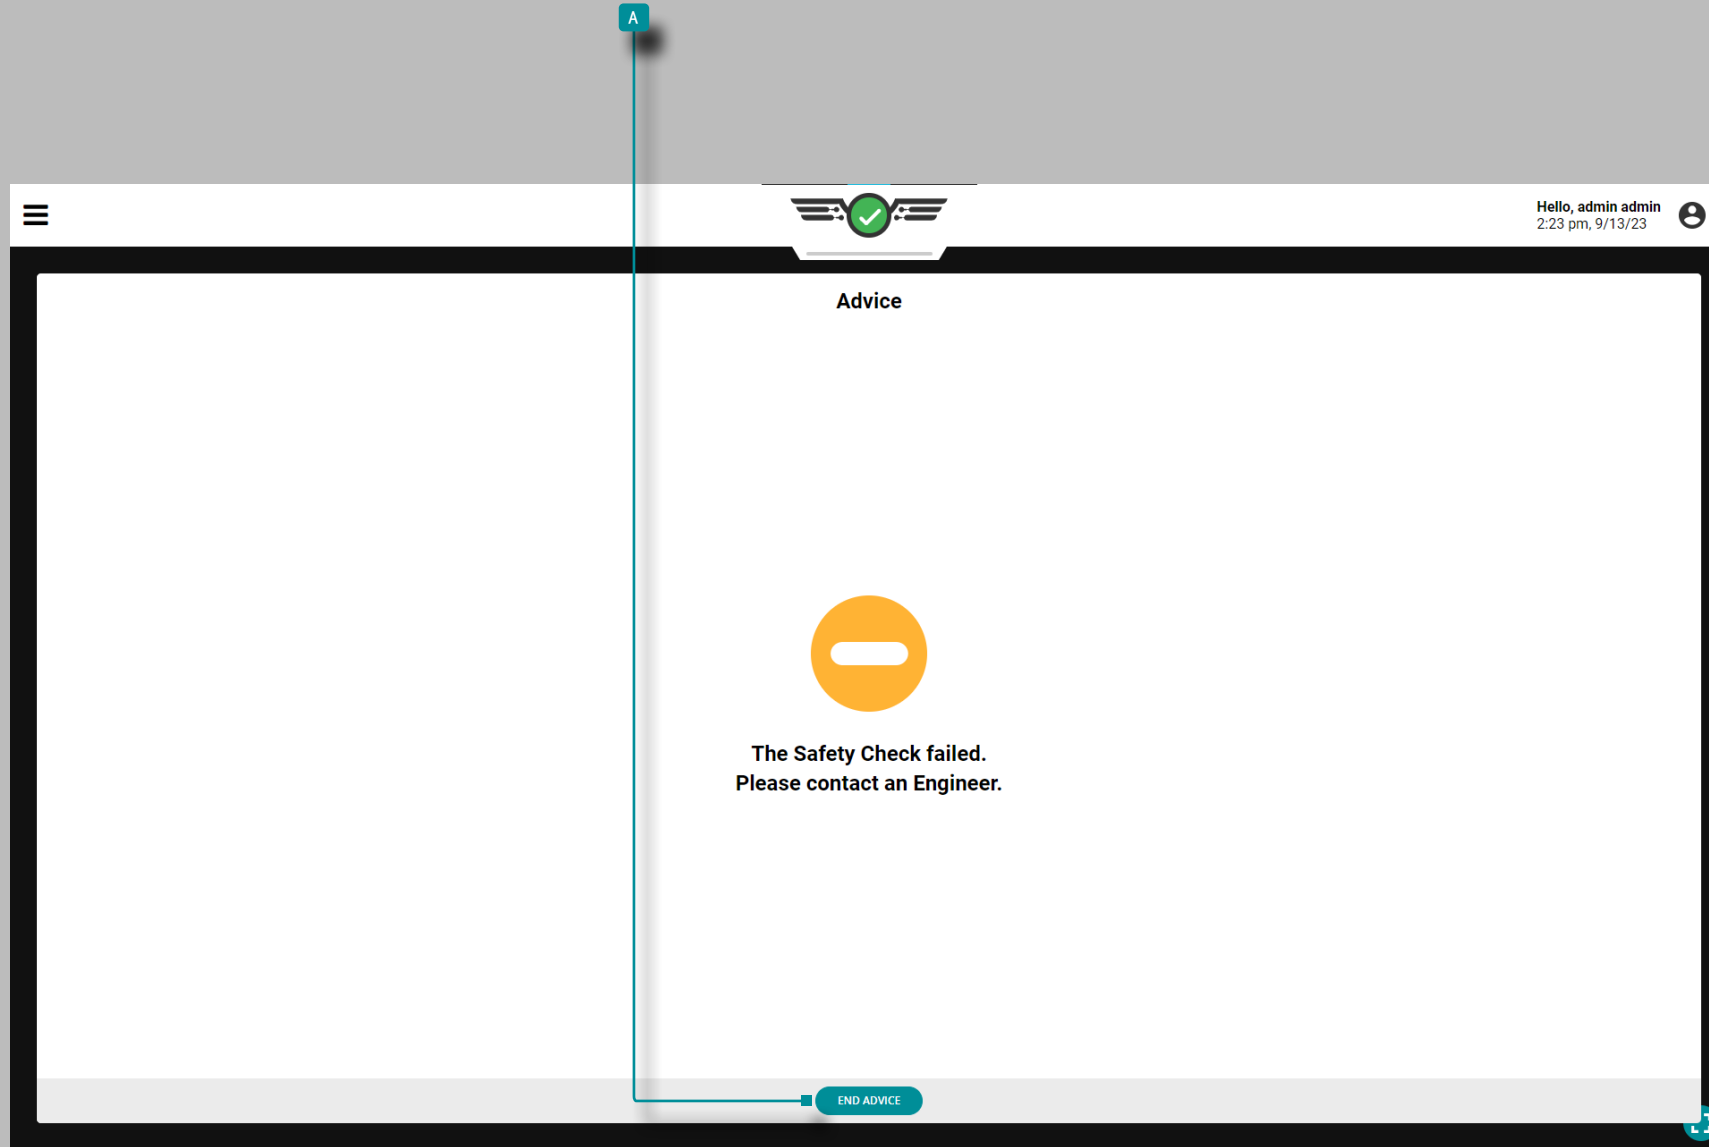 A
Hello, admin admin
2:23 pm, 9/13/23
Advice
The Safety Check failed.
Please contact an Engineer.
END ADVICE